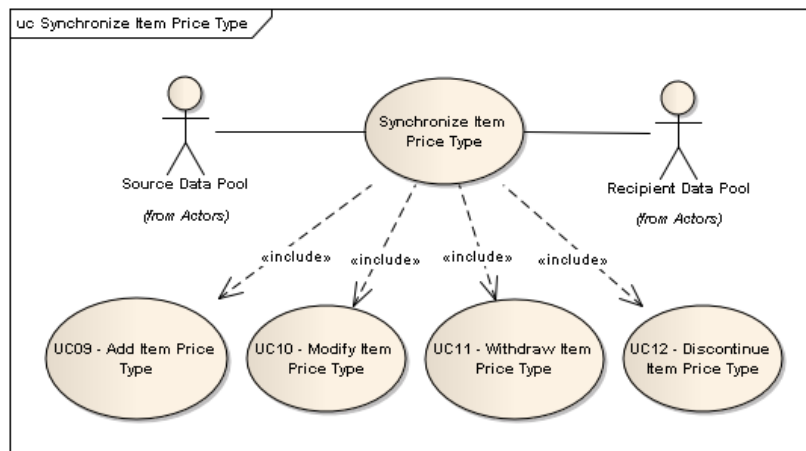 uc Synchronize Item Price Type
Synchronize Item
Price Type
Source Data Pool
(from Actors)
Recipient Data Pool
(from Actors)
«include»
«include»
«include»
«include»
UC09 - Add Item Price
Type
UC10 - Modify Item
Price Type
UC11 - Withdraw Item
Price Type
UC12 - Discontinue
Item Price Type